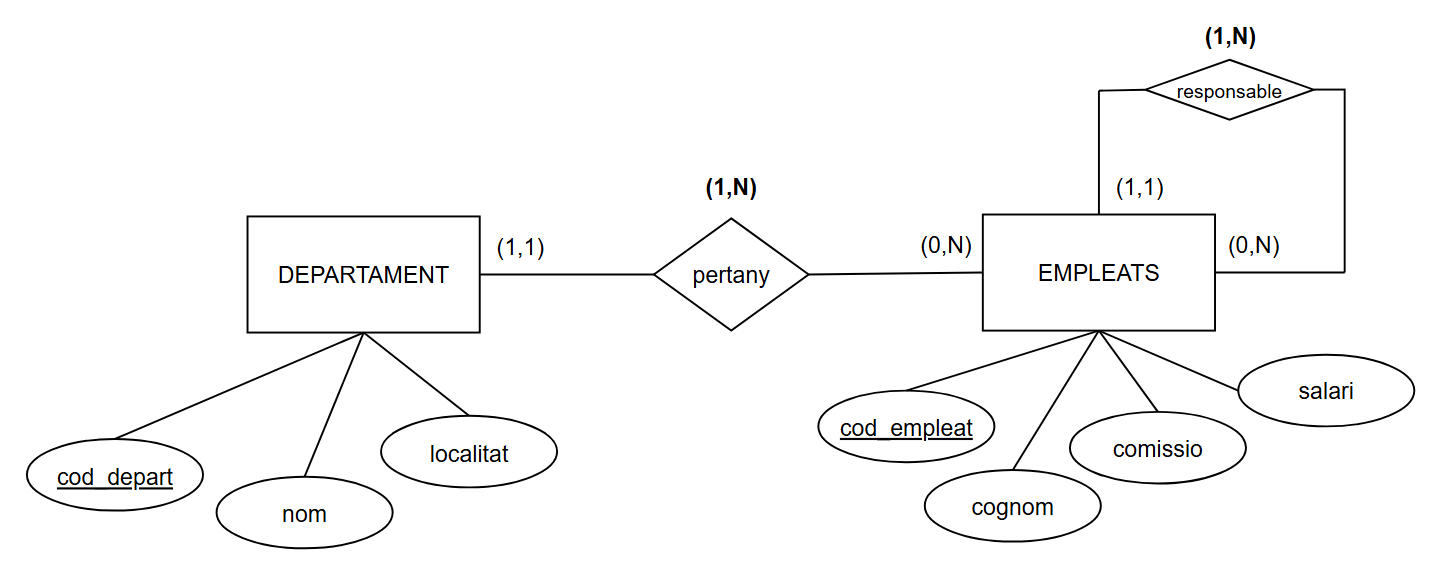 (1,N)
responsable
(1,N)
(1,1)
DEPARTAMENT
(1,1)
pertany
(0,N)
EMPLEATS
(0,N)
cod_depart
nom
localitat
cod_empleat
cognom
comissio
salari